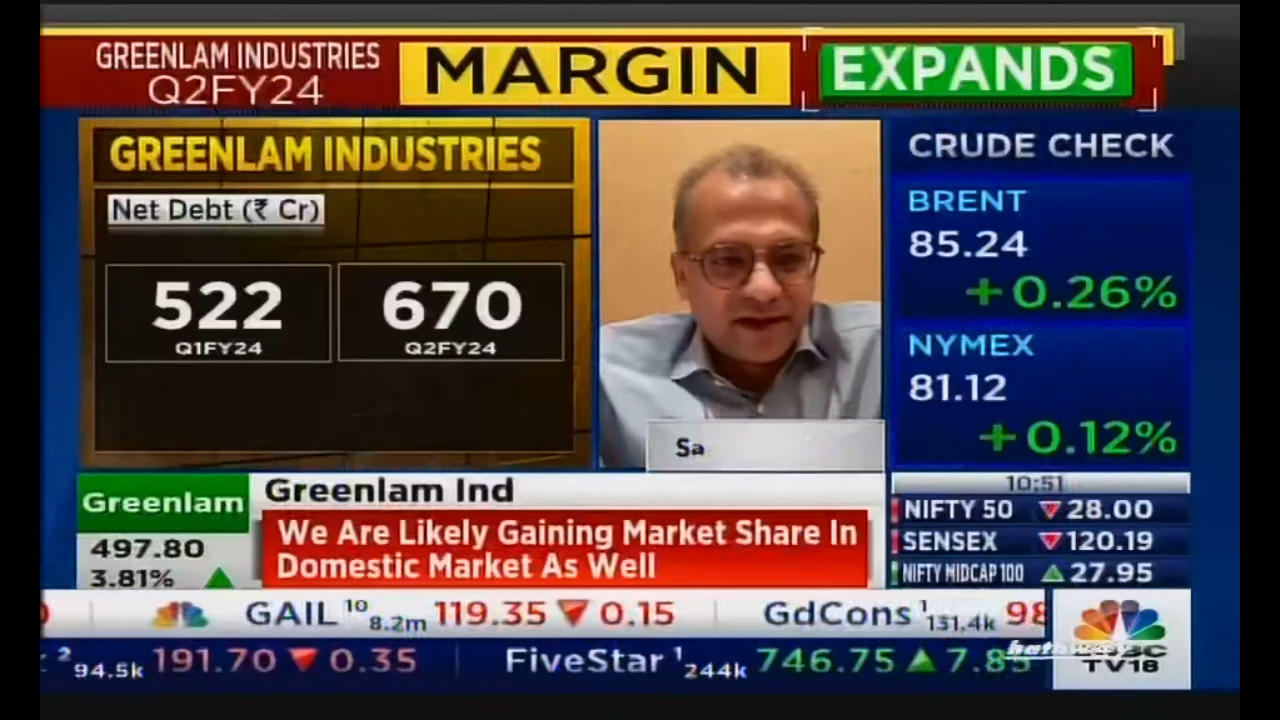 GREENLAM INDUSTRIES
Q2FY24
MARGIN
EXPANDS
GREENLAM INDUSTRIES
Net Debt (₹ Cr)
522
Q1FY24
670
Q2FY24
Sa
CRUDE CHECK
BRENT
85.24
+0.26%
NYMEX
81.12
+0.12%
Greenlam
497.80
3.81%
Greenlam Ind
We Are Likely Gaining Market Share In
Domestic Market As Well
10:51
NIFTY 50 28.00
SENSEX 120.19
NIFTY MIDCAP 100 27.95
GAIL 10 8.2m 119.35 0.15 GdCons 1 131.4k 98
2 94.5k 191.70 0.35 FiveStar 1 244k 746.75 7.85
TV18